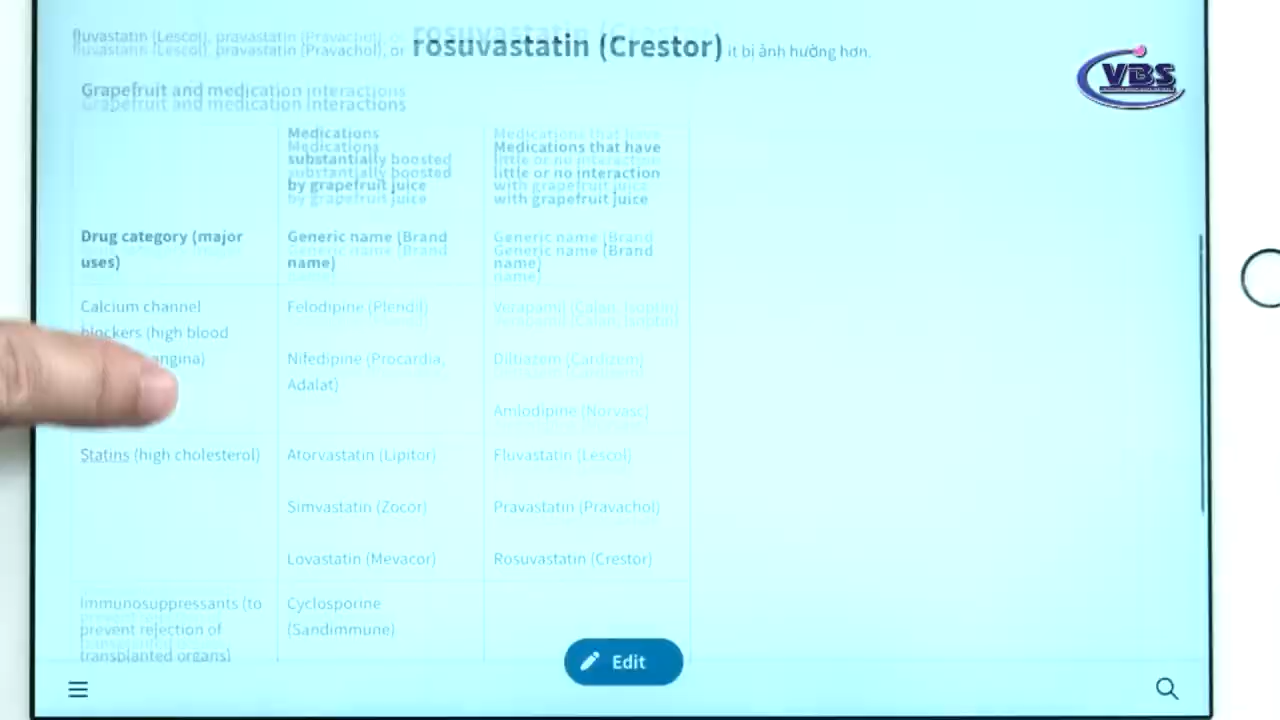 fluvastatin (Lescol), pravastatin (Pravachol), or rosuvastatin (Crestor) ít bị ảnh hưởng hơn.
VBS
Grapefruit and medication interactions
Medications substantially boosted by grapefruit juice
Medications that have little or no interaction with grapefruit juice
Drug category (major uses)
Generic name (Brand name)
Generic name (Brand name)
Calcium channel
blockers (high blood
angina)
Felodipine (Plendil)
Nifedipine (Procardia, Adalat)
Verapamil (Calan, Isoptin)
Diltiazem (Cardizem)
Amlodipine (Norvasc)
Statins (high cholesterol)
Atorvastatin (Lipitor)
Simvastatin (Zocor)
Lovastatin (Mevacor)
Fluvastatin (Lescol)
Pravastatin (Pravachol)
Rosuvastatin (Crestor)
Immunosuppressants (to
prevent rejection of
transplanted organs)
Cyclosporine
(Sandimmune)
Edit